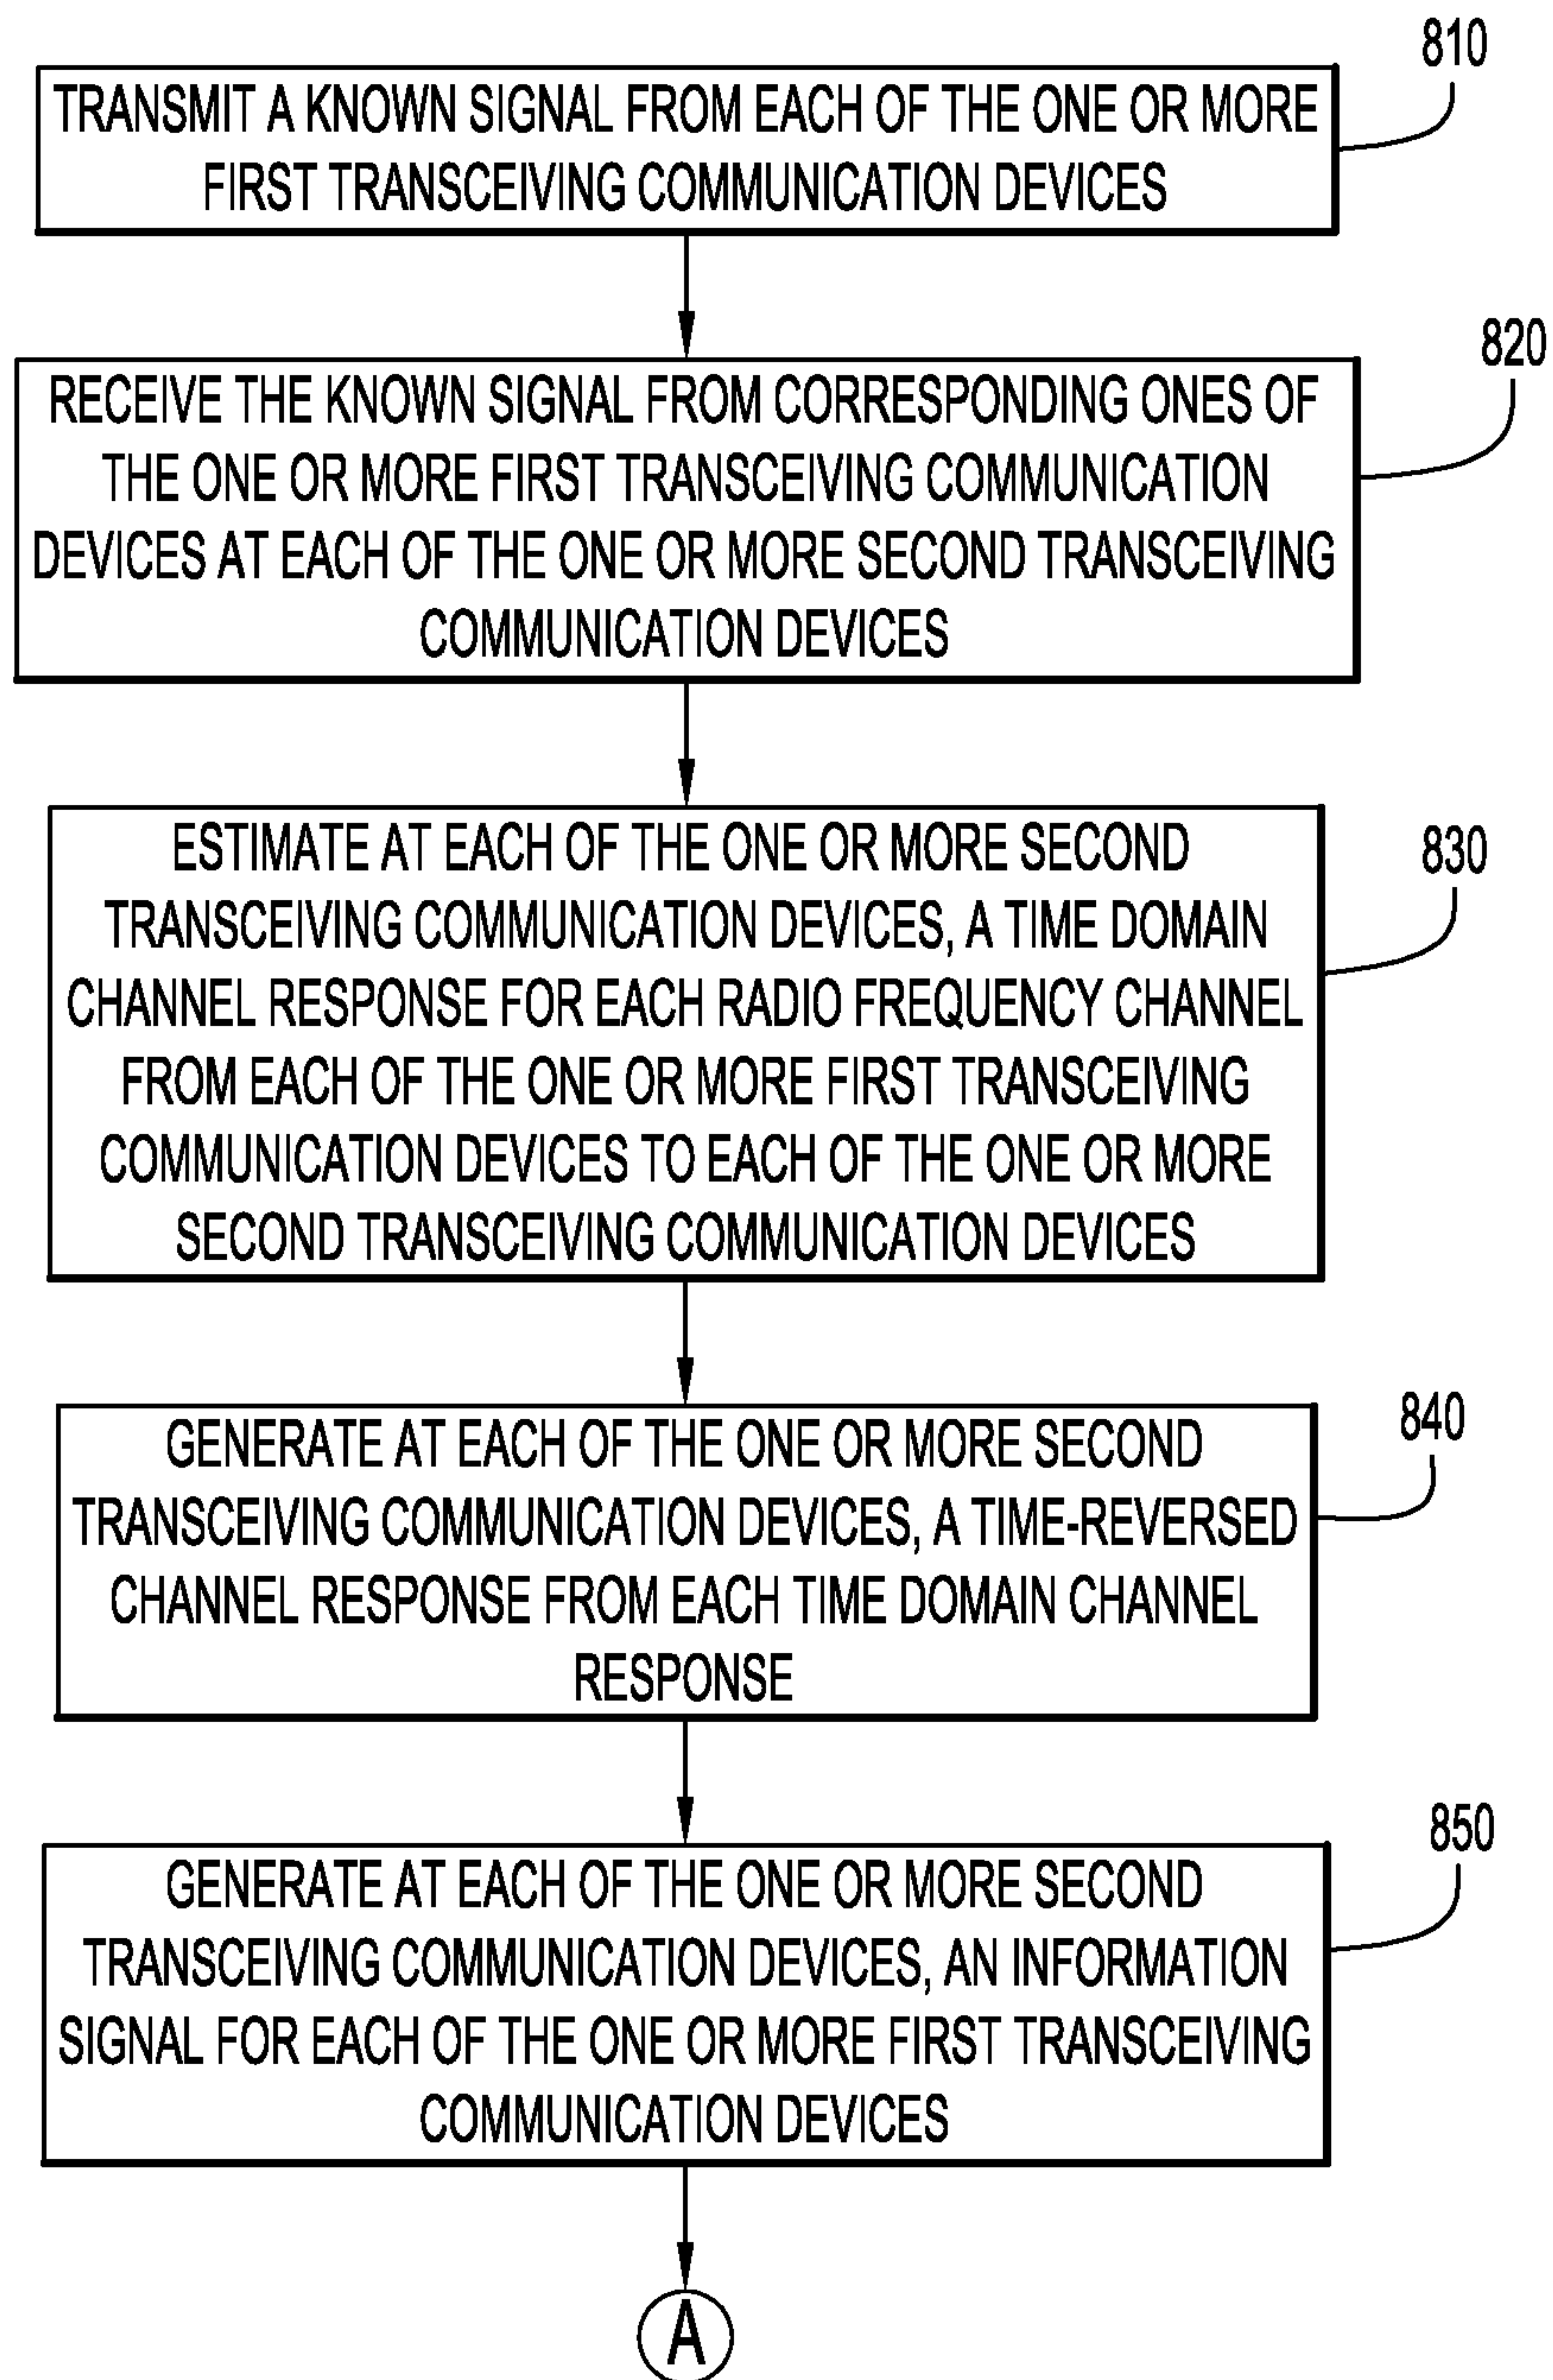 810
TRANSMIT A KNOWN SIGNAL FROM EACH OF THE ONE OR MORE
FIRST TRANSCEIVING COMMUNICATION DEVICES
820
RECEIVE THE KNOWN SIGNAL FROM CORRESPONDING ONES OF
THE ONE OR MORE FIRST TRANSCEIVING COMMUNICATION
DEVICES AT EACH OF THE ONE OR MORE SECOND TRANSCEIVING
COMMUNICATION DEVICES
830
ESTIMATE AT EACH OF THE ONE OR MORE SECOND
TRANSCEIVING COMMUNICATION DEVICES, A TIME DOMAIN
CHANNEL RESPONSE FOR EACH RADIO FREQUENCY CHANNEL
FROM EACH OF THE ONE OR MORE FIRST TRANSCEIVING
COMMUNICATION DEVICES TO EACH OF THE ONE OR MORE
SECOND TRANSCEIVING COMMUNICATION DEVICES
840
GENERATE AT EACH OF THE ONE OR MORE SECOND
TRANSCEIVING COMMUNICATION DEVICES, A TIME-REVERSED
CHANNEL RESPONSE FROM EACH TIME DOMAIN CHANNEL
RESPONSE
850
GENERATE AT EACH OF THE ONE OR MORE SECOND
TRANSCEIVING COMMUNICATION DEVICES, AN INFORMATION
SIGNAL FOR EACH OF THE ONE OR MORE FIRST TRANSCEIVING
COMMUNICATION DEVICES
A